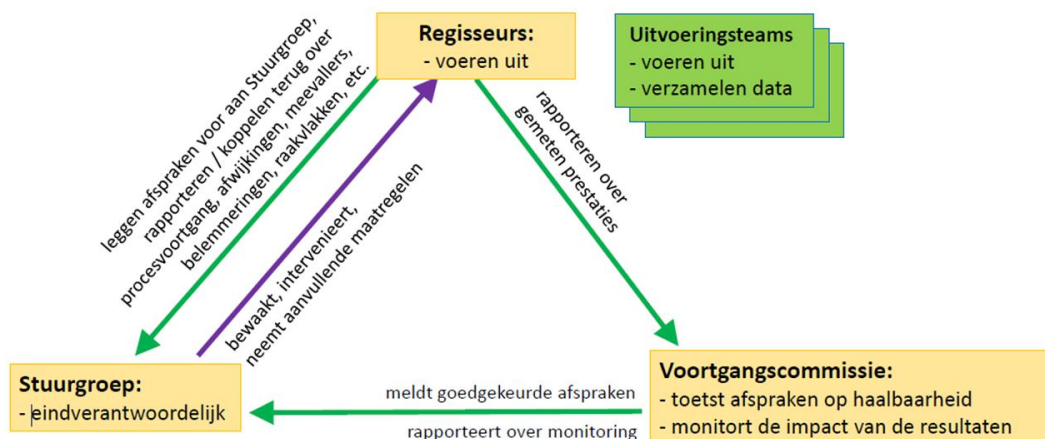 Regisseurs:
- voeren uit
Uitvoeringsteams
- voeren uit
- verzamelen data
leggen afspraken voor aan Stuurgroep,
rapporteren / koppelen terug over
procesvoortgang, afwijkingen, meevallers,
belemmeringen, raakvlakken, etc.
bewaakt, intervenieert,
neemt aanvullende maatregelen
rapporteren over
gemeten prestaties
Stuurgroep:
- eindverantwoordelijk
meldt goedgekeurde afspraken
rapporteert over monitoring
Voortgangscommissie:
- toetst afspraken op haalbaarheid
- monitort de impact van de resultaten